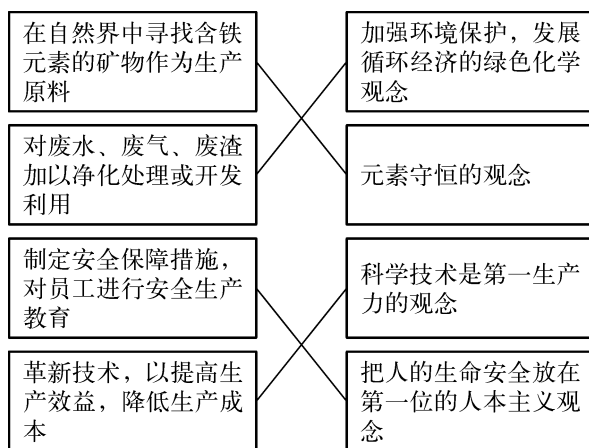 在自然界中寻找含铁
元素的矿物作为生产
原料
加强环境保护，发展
循环经济的绿色化学
观念
对废水、废气、废渣
加以净化处理或开发
利用
元素守恒的观念
制定安全保障措施，
对员工进行安全生产
教育
科学技术是第一生产
力的观念
革新技术，以提高生
产效益，降低生产成
本
把人的生命安全放在
第一位的人本主义观
念